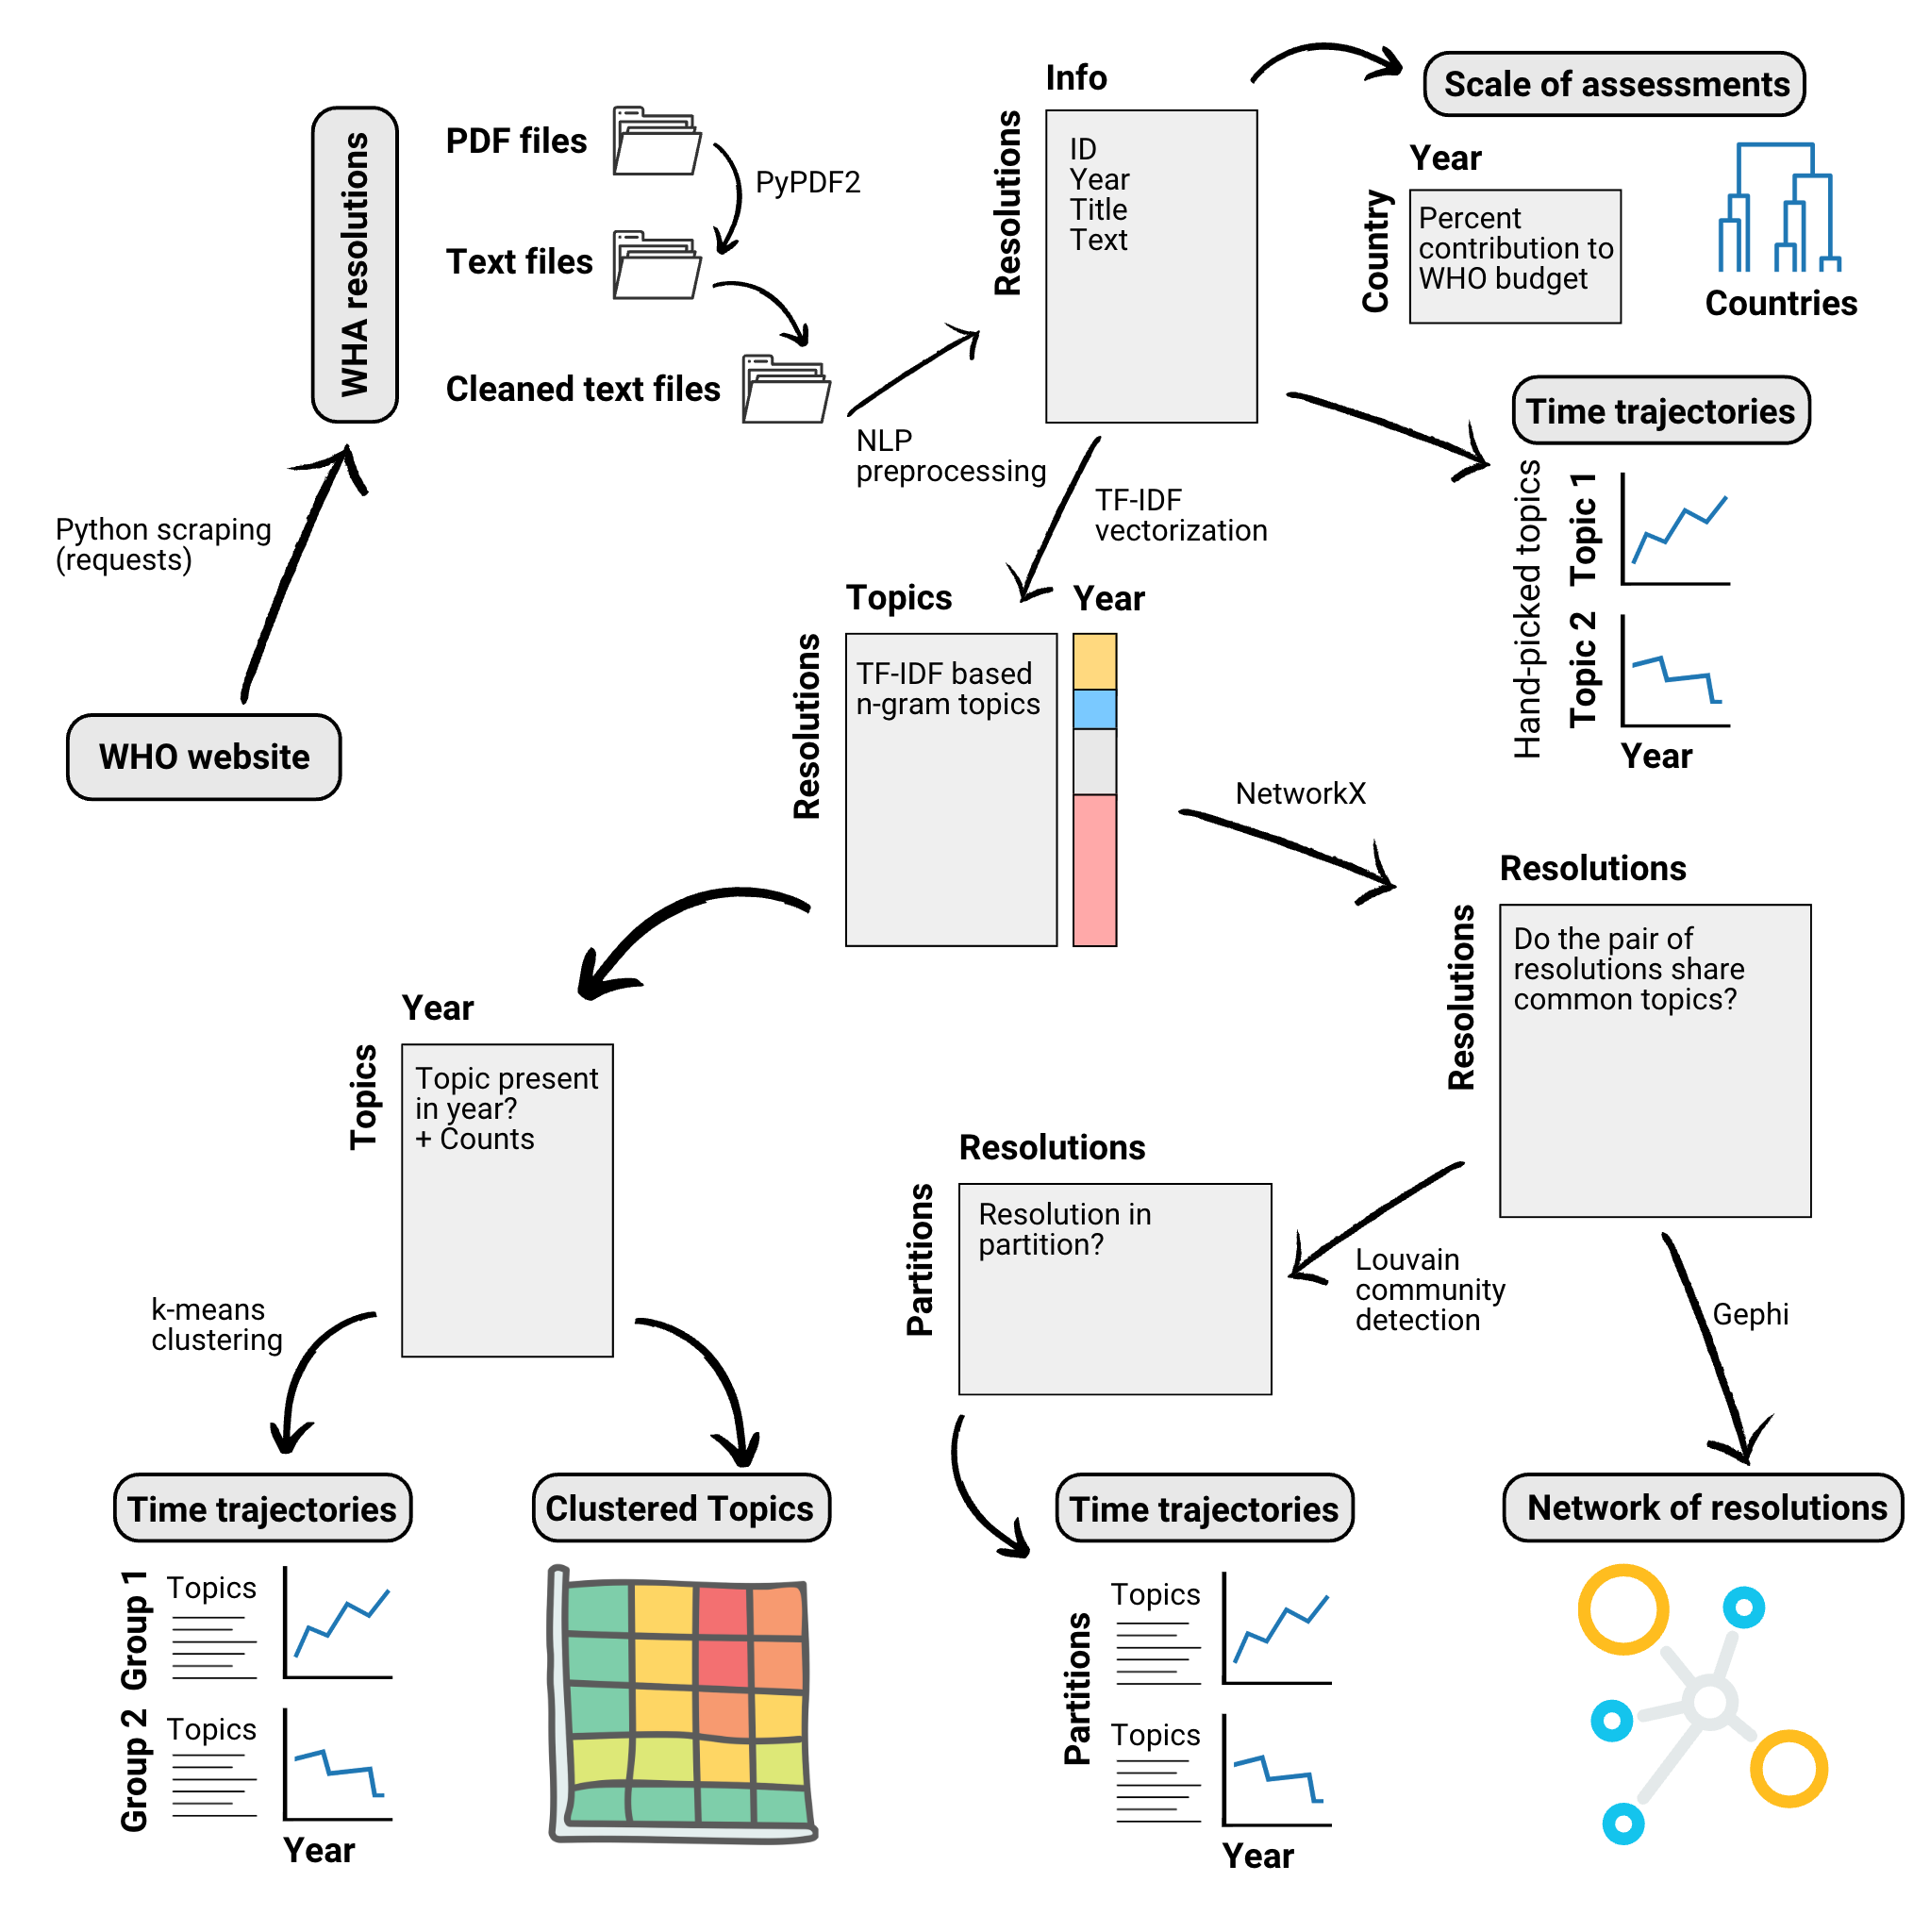 WHA resolutions
PDF files
PyPDF2
Text files
Cleaned text files
NLP
preprocessing
Python scraping
(requests)
WHO website
Info
Resolutions
ID
Year
Title
Text
Scale of assessments
Year
Country
Percent
contribution to
WHO budget
Countries
Time trajectories
Hand-picked topics
Topic 1
Topic 2
Year
TF-IDF
vectorization
Topics
Year
Resolutions
TF-IDF based
n-gram topics
NetworkX
Resolutions
Resolutions
Do the pair of
resolutions share
common topics?
Year
Topics
Topic present
in year?
+ Counts
Resolutions
Partitions
Resolution in
partition?
Louvain
community
detection
Gephi
k-means
clustering
Time trajectories
Group 1
Topics
Group 2
Topics
Year
Clustered Topics
Time trajectories
Partitions
Topics
Topics
Year
Network of resolutions